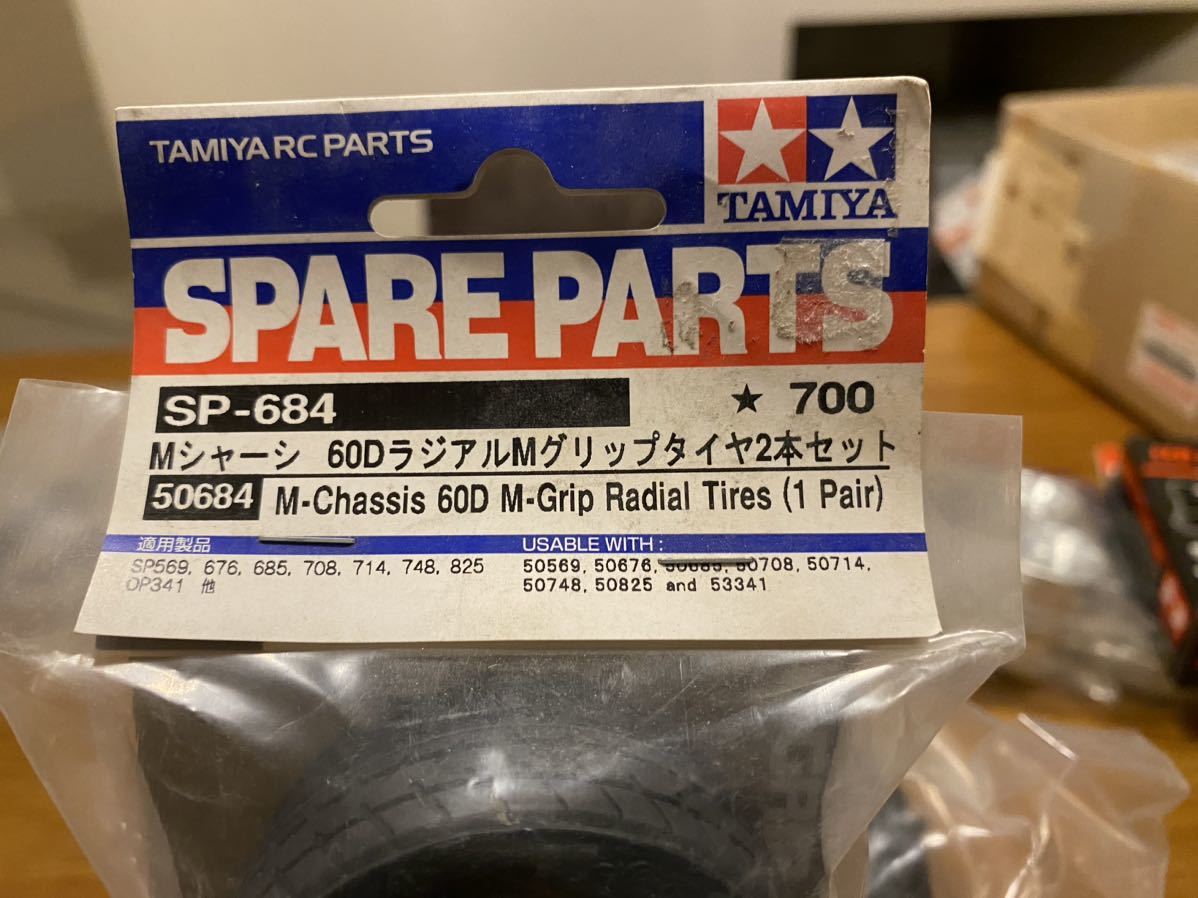 TAMIYA RC PARTS
TAMIYA
SPARE PARTS
SP-684 ★ 700
Mシャーシ 60DラジアルMグリップタイヤ2本セット
50684 M-Chassis 60D M-Grip Radial Tires (1 Pair)
適用製品
SP569, 676, 685, 708, 714, 748, 825
OP341 他
USABLE WITH :
50569, 50676, 50685, 50708, 50714,
50748, 50825 and 53341